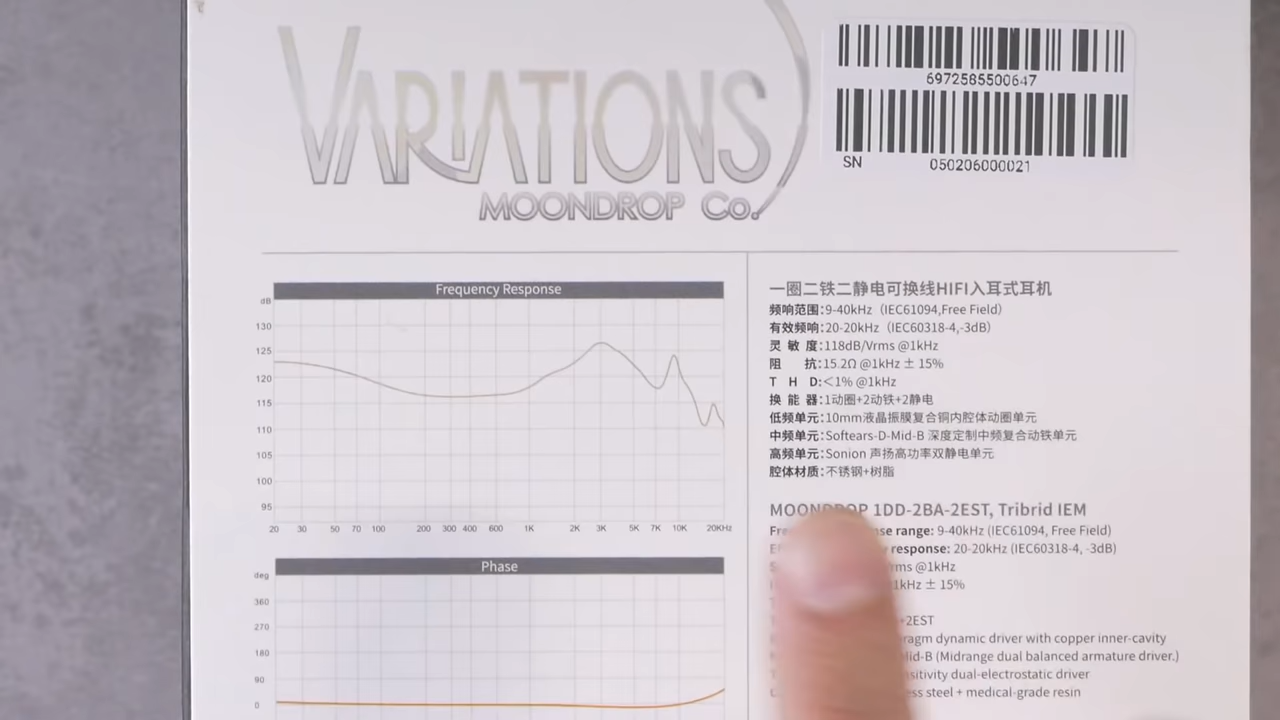 VARIATIONS
MOONDROP Co.
6972585500647
SN 050206000021
Frequency Response
dB
130
125
120
115
110
105
100
95
20 30 50 70 100 200 300 400 600 1K 2K 3K 5K 7K 10K 20KHz
Phase
deg
360
270
180
90
0
一圈二铁二静电可换线HIFI入耳式耳机
频响范围:9-40kHz（IEC61094,Free Field）
有效频响:20-20kHz（IEC60318-4,-3dB）
灵 敏 度:118dB/Vrms @1kHz
阻 抗:15.2Ω @1kHz ± 15%
T H D:<1% @1kHz
换 能 器:1动圈+2动铁+2静电
低频单元:10mm液晶振膜复合铜内腔体动圈单元
中频单元:Softears-D-Mid-B 深度定制中频复合动铁单元
高频单元:Sonion 声扬高功率双静电单元
腔体材质:不锈钢+树脂
MOONDROP 1DD-2BA-2EST, Tribrid IEM
range: 9-40kHz (IEC61094, Free Field)
response: 20-20kHz (IEC60318-4, -3dB)
@1kHz
± 15%
+2EST
dynamic driver with copper inner-cavity
(Midrange dual balanced armature driver.)
dual-electrostatic driver
steel + medical-grade resin